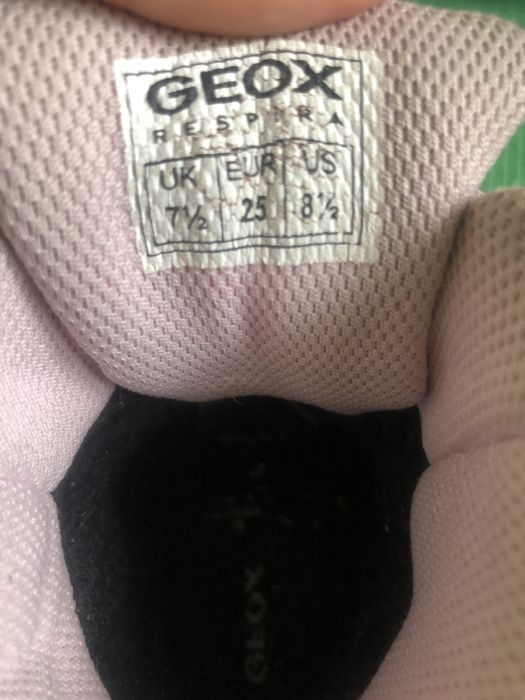 GEOX
RESPIRA
UK EUR US
7½ 25 8½
GEOX